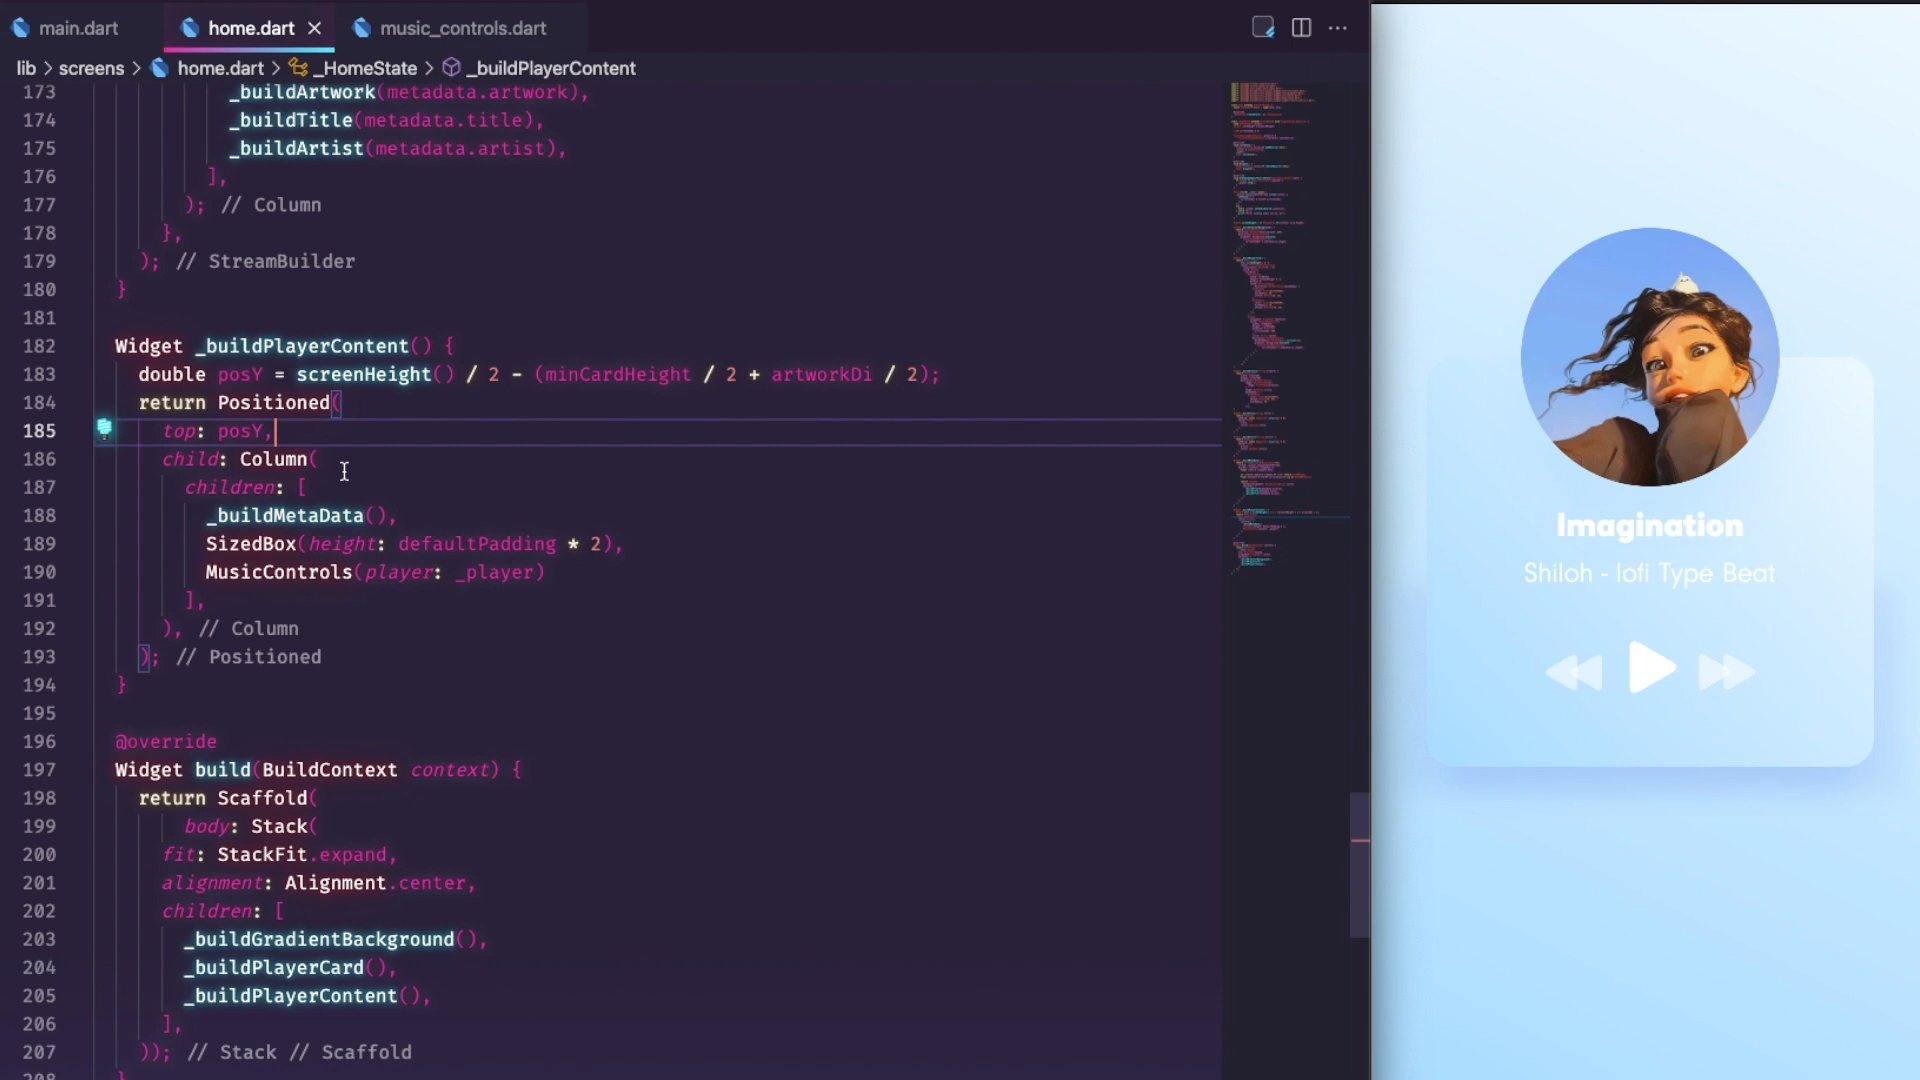 main.dart
home.dart
music_controls.dart
lib > screens > home.dart > _HomeState > _buildPlayerContent
173 _buildArtwork(metadata.artwork),
174 _buildTitle(metadata.title),
175 _buildArtist(metadata.artist),
176 ],
177 ); // Column
178 },
179 ); // StreamBuilder
180 }
181
182 Widget _buildPlayerContent() {
183 double posY = screenHeight() / 2 - (minCardHeight / 2 + artworkDi / 2);
184 return Positioned(
185 top: posY,
186 child: Column(
187 children: [
188 _buildMetaData(),
189 SizedBox(height: defaultPadding * 2),
190 MusicControls(player: _player)
191 ],
192 ), // Column
193 ); // Positioned
194 }
195
196 @override
197 Widget build(BuildContext context) {
198 return Scaffold(
199 body: Stack(
200 fit: StackFit.expand,
201 alignment: Alignment.center,
202 children: [
203 _buildGradientBackground(),
204 _buildPlayerCard(),
205 _buildPlayerContent(),
206 ],
207 )); // Stack // Scaffold
208 }
Imagination
Shiloh - lofi Type Beat